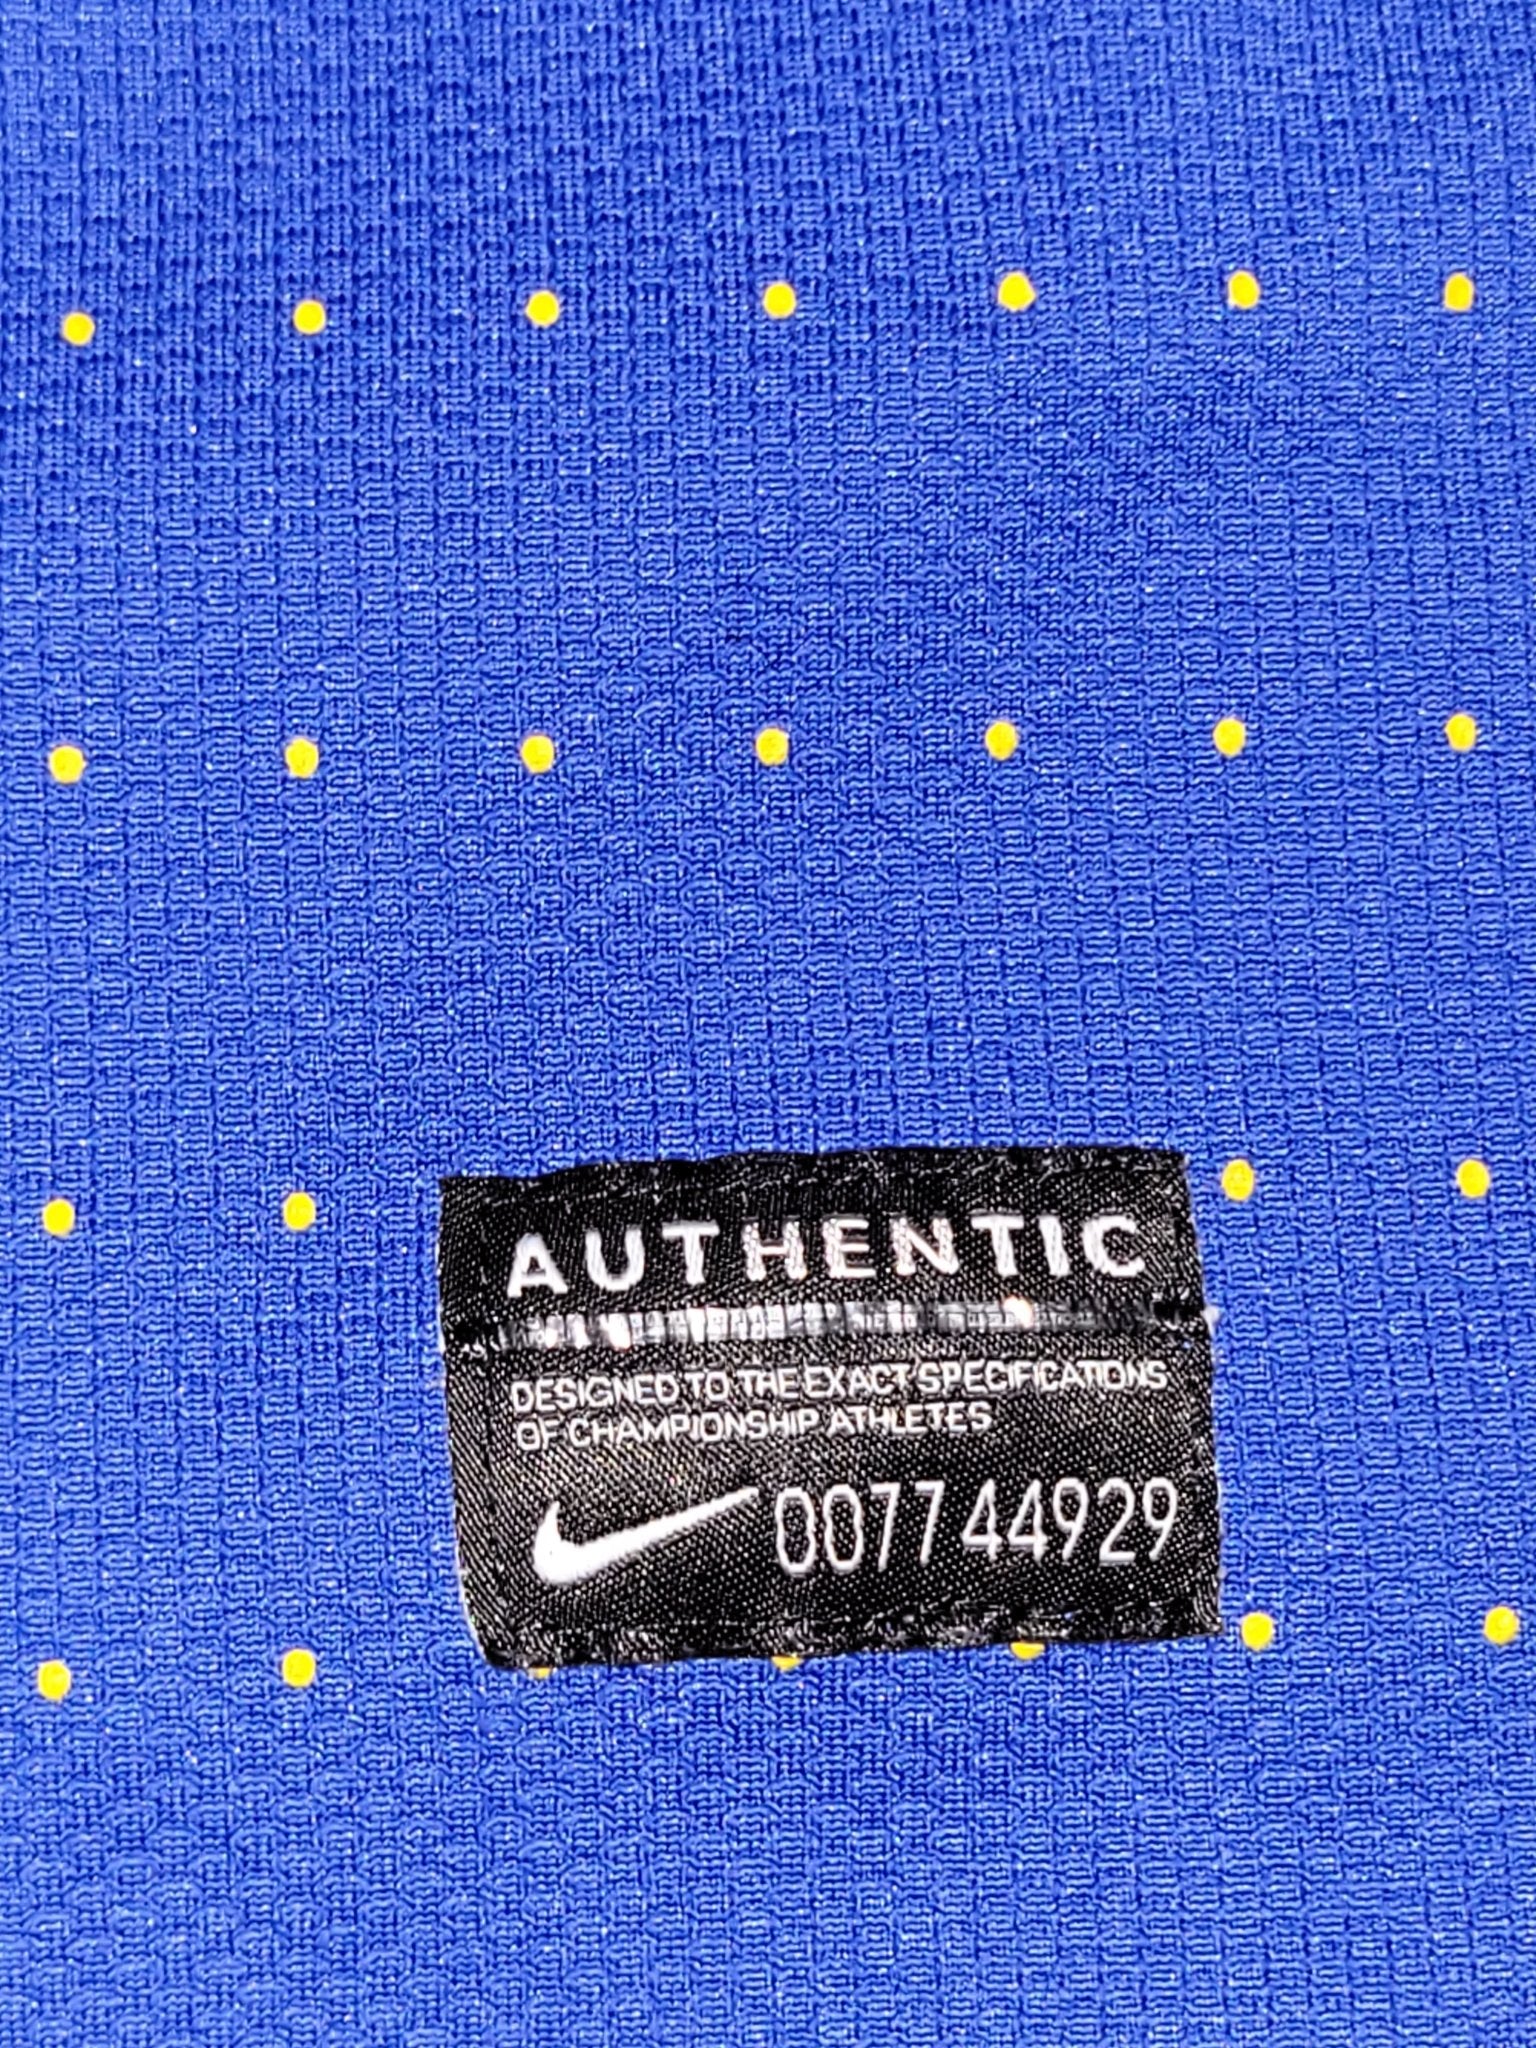 AUTHENTIC
DESIGNED TO THE EXACT SPECIFICATIONS
OF CHAMPIONSHIP ATHLETES
007744929